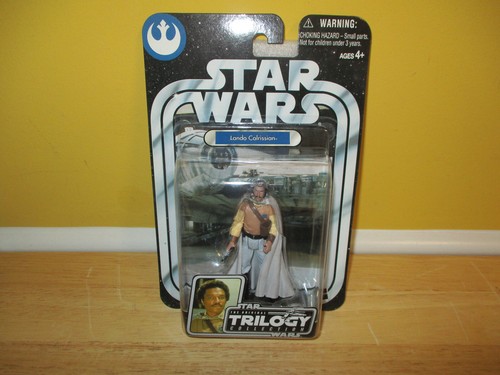 WARNING:
CHOKING HAZARD - Small parts.
Not for children under 3 years.
AGES 4+
STAR WARS
Lando Calrissian
STAR
THE ORIGINAL
TRILOGY
COLLECTION
WARS